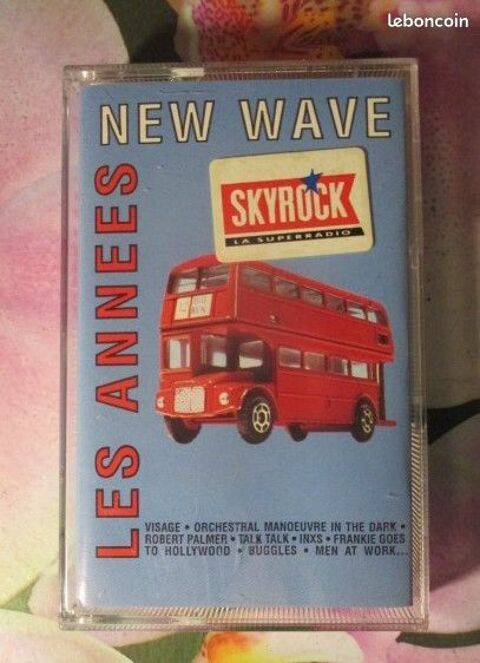 leboncoin
NEW WAVE
LES ANNEES
SKYROCK
LA SUPERRADIO
VISAGE • ORCHESTRAL MANOEUVRE IN THE DARK •
ROBERT PALMER • TALK TALK • INXS • FRANKIE GOES
TO HOLLYWOOD • BUGGLES • MEN AT WORK...